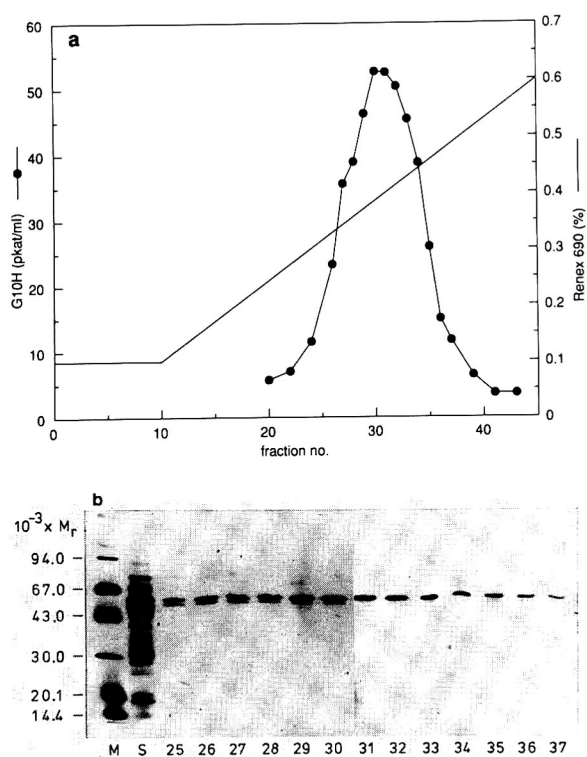 a
60
50
40
30
20
10
0
G10H (pkat/ml)
0.7
0.6
0.5
0.4
0.3
0.2
0.1
0
Renex 690 (%)
0 10 20 30 40
fraction no.
b
10⁻³ x Mr
94.0
67.0
43.0
30.0
20.1
14.4
M S 25 26 27 28 29 30 31 32 33 34 35 36 37